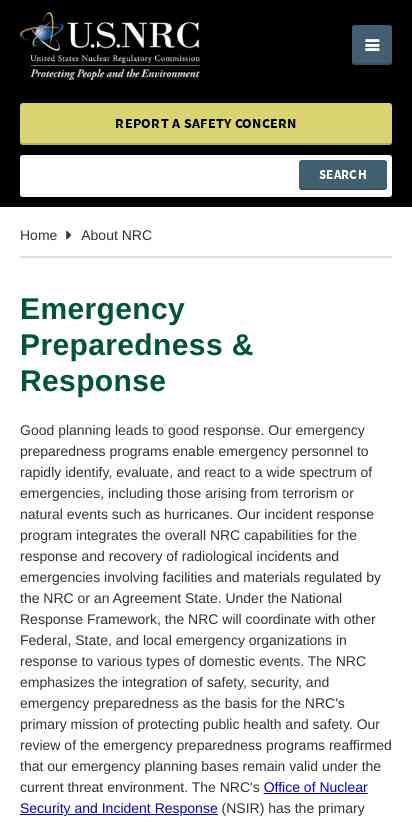 U.S.NRC
United States Nuclear Regulatory Commission
Protecting People and the Environment
REPORT A SAFETY CONCERN
SEARCH
Home About NRC
Emergency
Preparedness &
Response
Good planning leads to good response. Our emergency
preparedness programs enable emergency personnel to
rapidly identify, evaluate, and react to a wide spectrum of
emergencies, including those arising from terrorism or
natural events such as hurricanes. Our incident response
program integrates the overall NRC capabilities for the
response and recovery of radiological incidents and
emergencies involving facilities and materials regulated by
the NRC or an Agreement State. Under the National
Response Framework, the NRC will coordinate with other
Federal, State, and local emergency organizations in
response to various types of domestic events. The NRC
emphasizes the integration of safety, security, and
emergency preparedness as the basis for the NRC's
primary mission of protecting public health and safety. Our
review of the emergency preparedness programs reaffirmed
that our emergency planning bases remain valid under the
current threat environment. The NRC's Office of Nuclear
Security and Incident Response (NSIR) has the primary